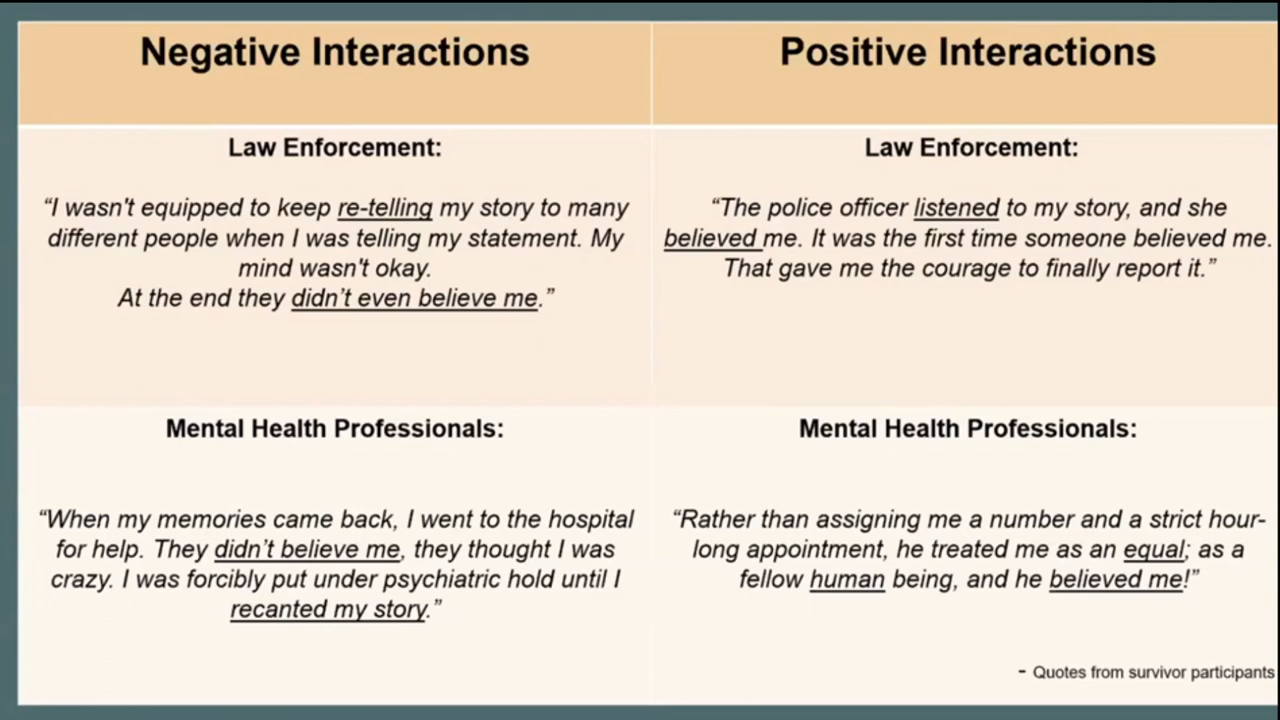 Negative Interactions
Positive Interactions
Law Enforcement:
“I wasn't equipped to keep re-telling my story to many
different people when I was telling my statement. My
mind wasn't okay.
At the end they didn’t even believe me.”
Law Enforcement:
“The police officer listened to my story, and she
believed me. It was the first time someone believed me.
That gave me the courage to finally report it.”
Mental Health Professionals:
“When my memories came back, I went to the hospital
for help. They didn’t believe me, they thought I was
crazy. I was forcibly put under psychiatric hold until I
recanted my story.”
Mental Health Professionals:
“Rather than assigning me a number and a strict hour-
long appointment, he treated me as an equal; as a
fellow human being, and he believed me!”
- Quotes from survivor participants